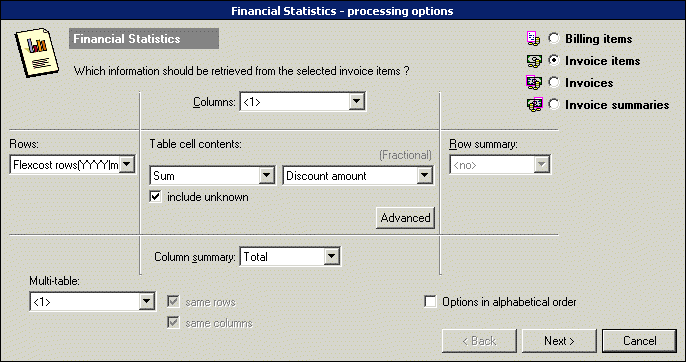 Financial Statistics - processing options
Financial Statistics
Which information should be retrieved from the selected invoice items ?
Billing items
Invoice items
Invoices
Invoice summaries
Columns: <1>
Rows:
Flexcost rows(YYYY|m
Table cell contents:
(Fractional)
Sum
Discount amount
include unknown
Advanced
Row summary:
<no>
Column summary: Total
Multi-table:
<1>
same rows
same columns
Options in alphabetical order
< Back
Next >
Cancel